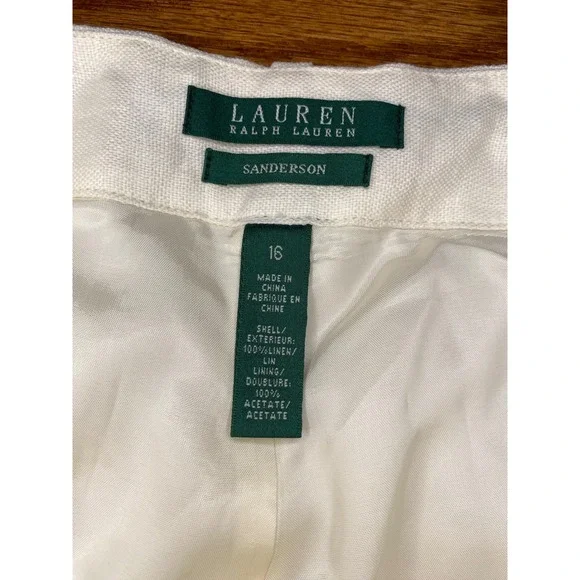 LAUREN
RALPH LAUREN
SANDERSON
16
MADE IN
CHINA
FABRIQUE EN
CHINE
SHELL/
EXTERIEUR:
100%LINEN/
LIN
LINING/
DOUBLURE:
100%
ACETATE/
ACETATE